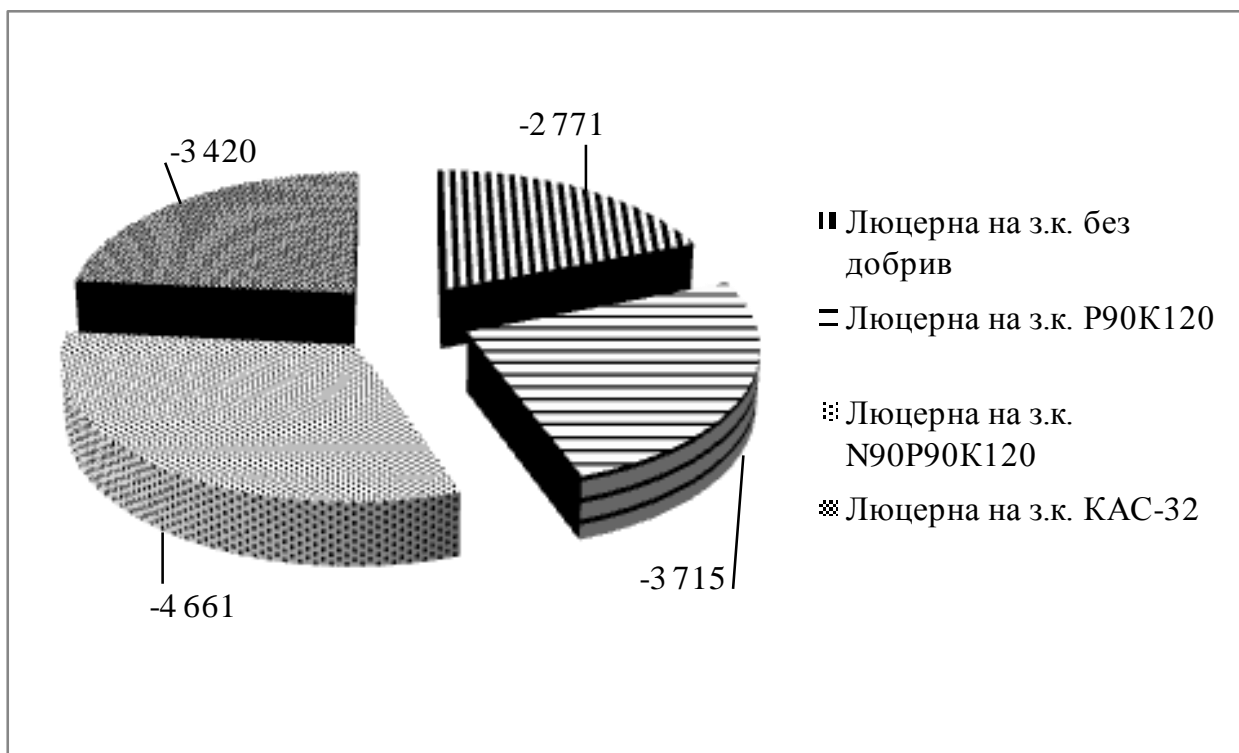 -2 771
-3 420
Люцерна на з.к. без
добрив
Люцерна на з.к. Р90К120
Люцерна на з.к.
N90Р90К120
Люцерна на з.к. КАС-32
-3 715
-4 661